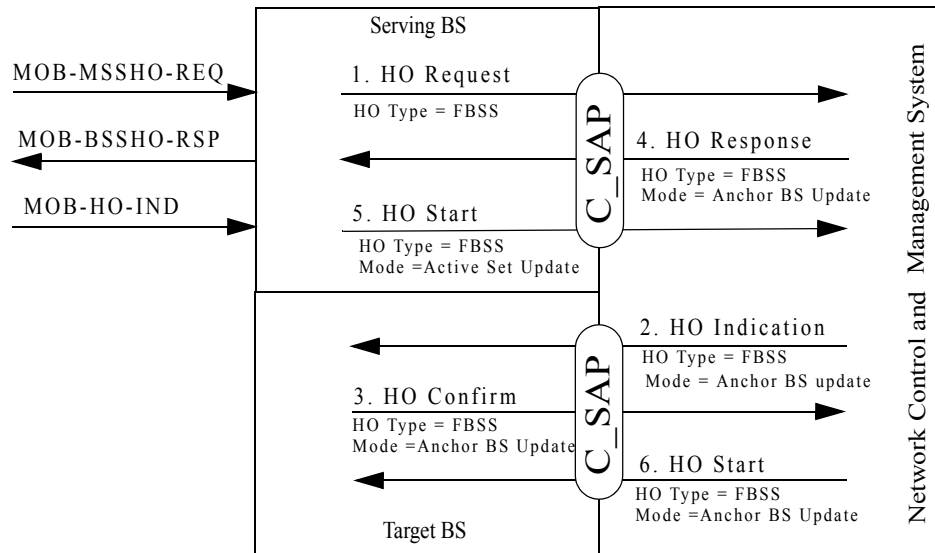 Serving BS
MOB-MSSHO-REQ
1. HO Request
HO Type = FBSS
MOB-BSSHO-RSP
4. HO Response
HO Type = FBSS
Mode = Anchor BS Update
MOB-HO-IND
5. HO Start
HO Type = FBSS
Mode =Active Set Update
C_SAP
2. HO Indication
HO Type = FBSS
Mode = Anchor BS update
3. HO Confirm
HO Type = FBSS
Mode =Anchor BS Update
C_SAP
6. HO Start
HO Type = FBSS
Mode =Anchor BS Update
Target BS
Network Control and Management System